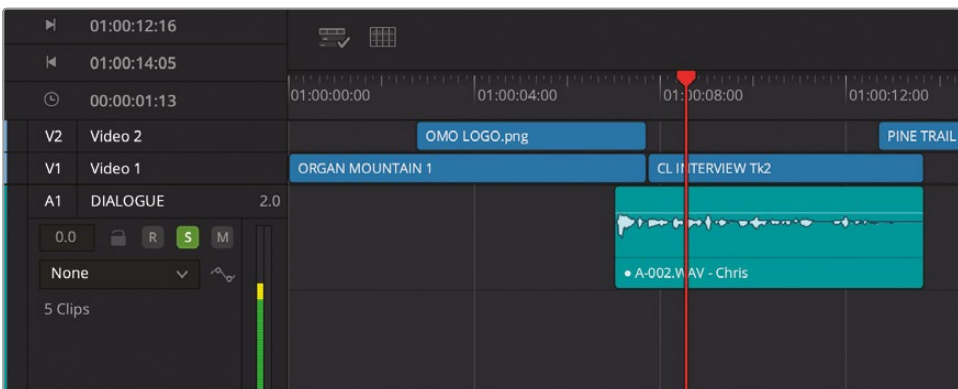 01:00:12:16
01:00:14:05
00:00:01:13
01:00:00:00 01:00:04:00 01:00:08:00 01:00:12:00
V2 Video 2 OMO LOGO.png PINE TRAIL
V1 Video 1 ORGAN MOUNTAIN 1 CL INTERVIEW Tk2
A1 DIALOGUE 2.0
0.0 R S M
None
A-002.WAV - Chris
5 Clips